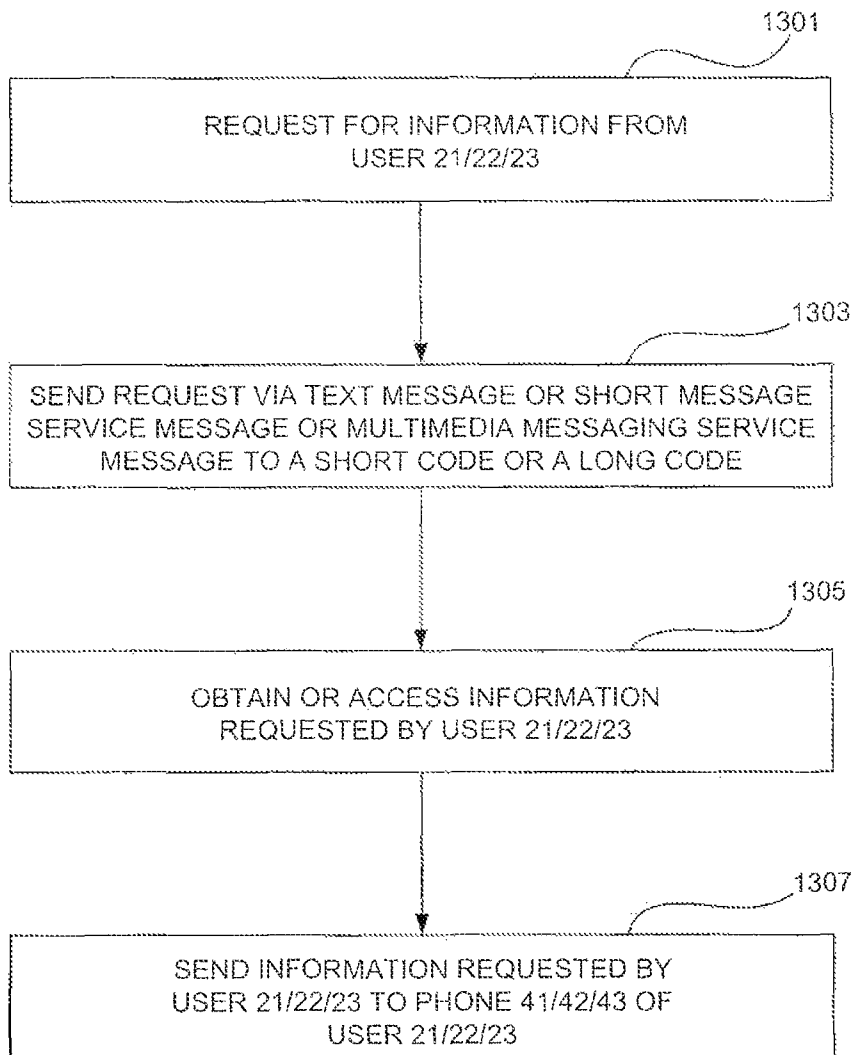 1301
REQUEST FOR INFORMATION FROM
USER 21/22/23
1303
SEND REQUEST VIA TEXT MESSAGE OR SHORT MESSAGE
SERVICE MESSAGE OR MULTIMEDIA MESSAGING SERVICE
MESSAGE TO A SHORT CODE OR A LONG CODE
1305
OBTAIN OR ACCESS INFORMATION
REQUESTED BY USER 21/22/23
1307
SEND INFORMATION REQUESTED BY
USER 21/22/23 TO PHONE 41/42/43 OF
USER 21/22/23